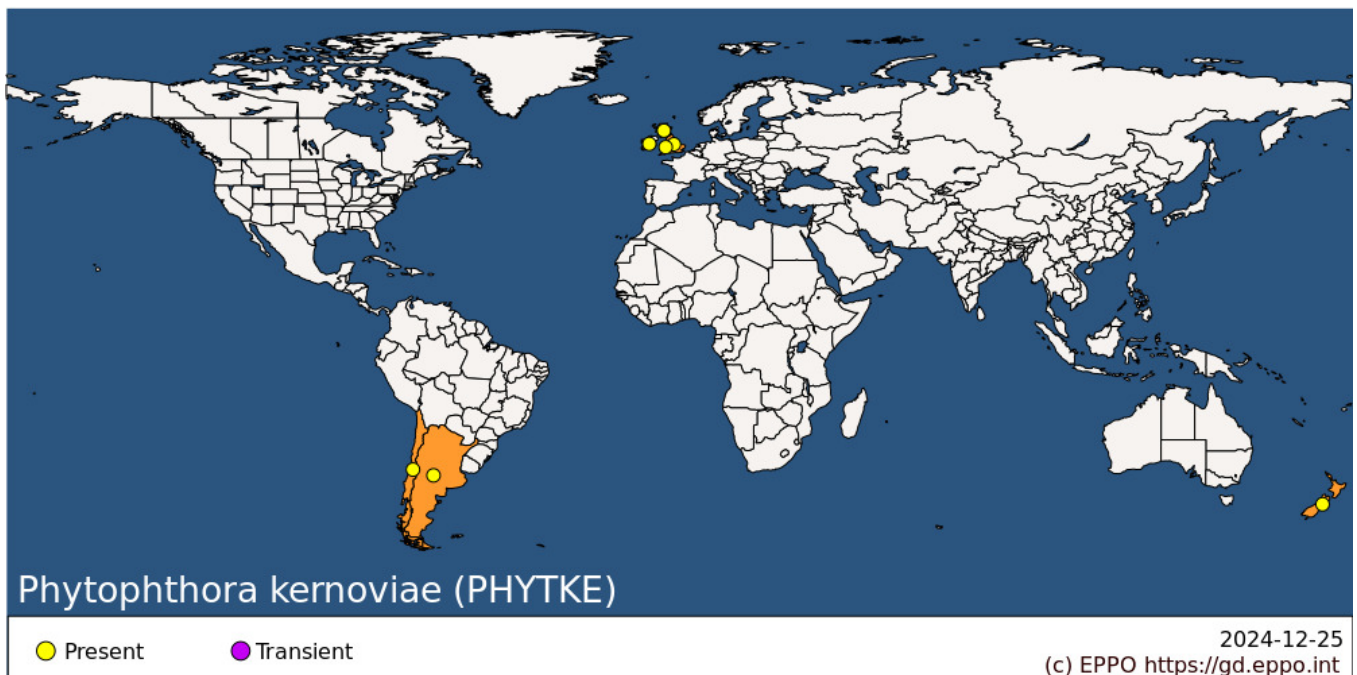 Phytophthora kernoviae (PHYTKE)
Present
Transient
2024-12-25
(c) EPPO https://gd.eppo.int